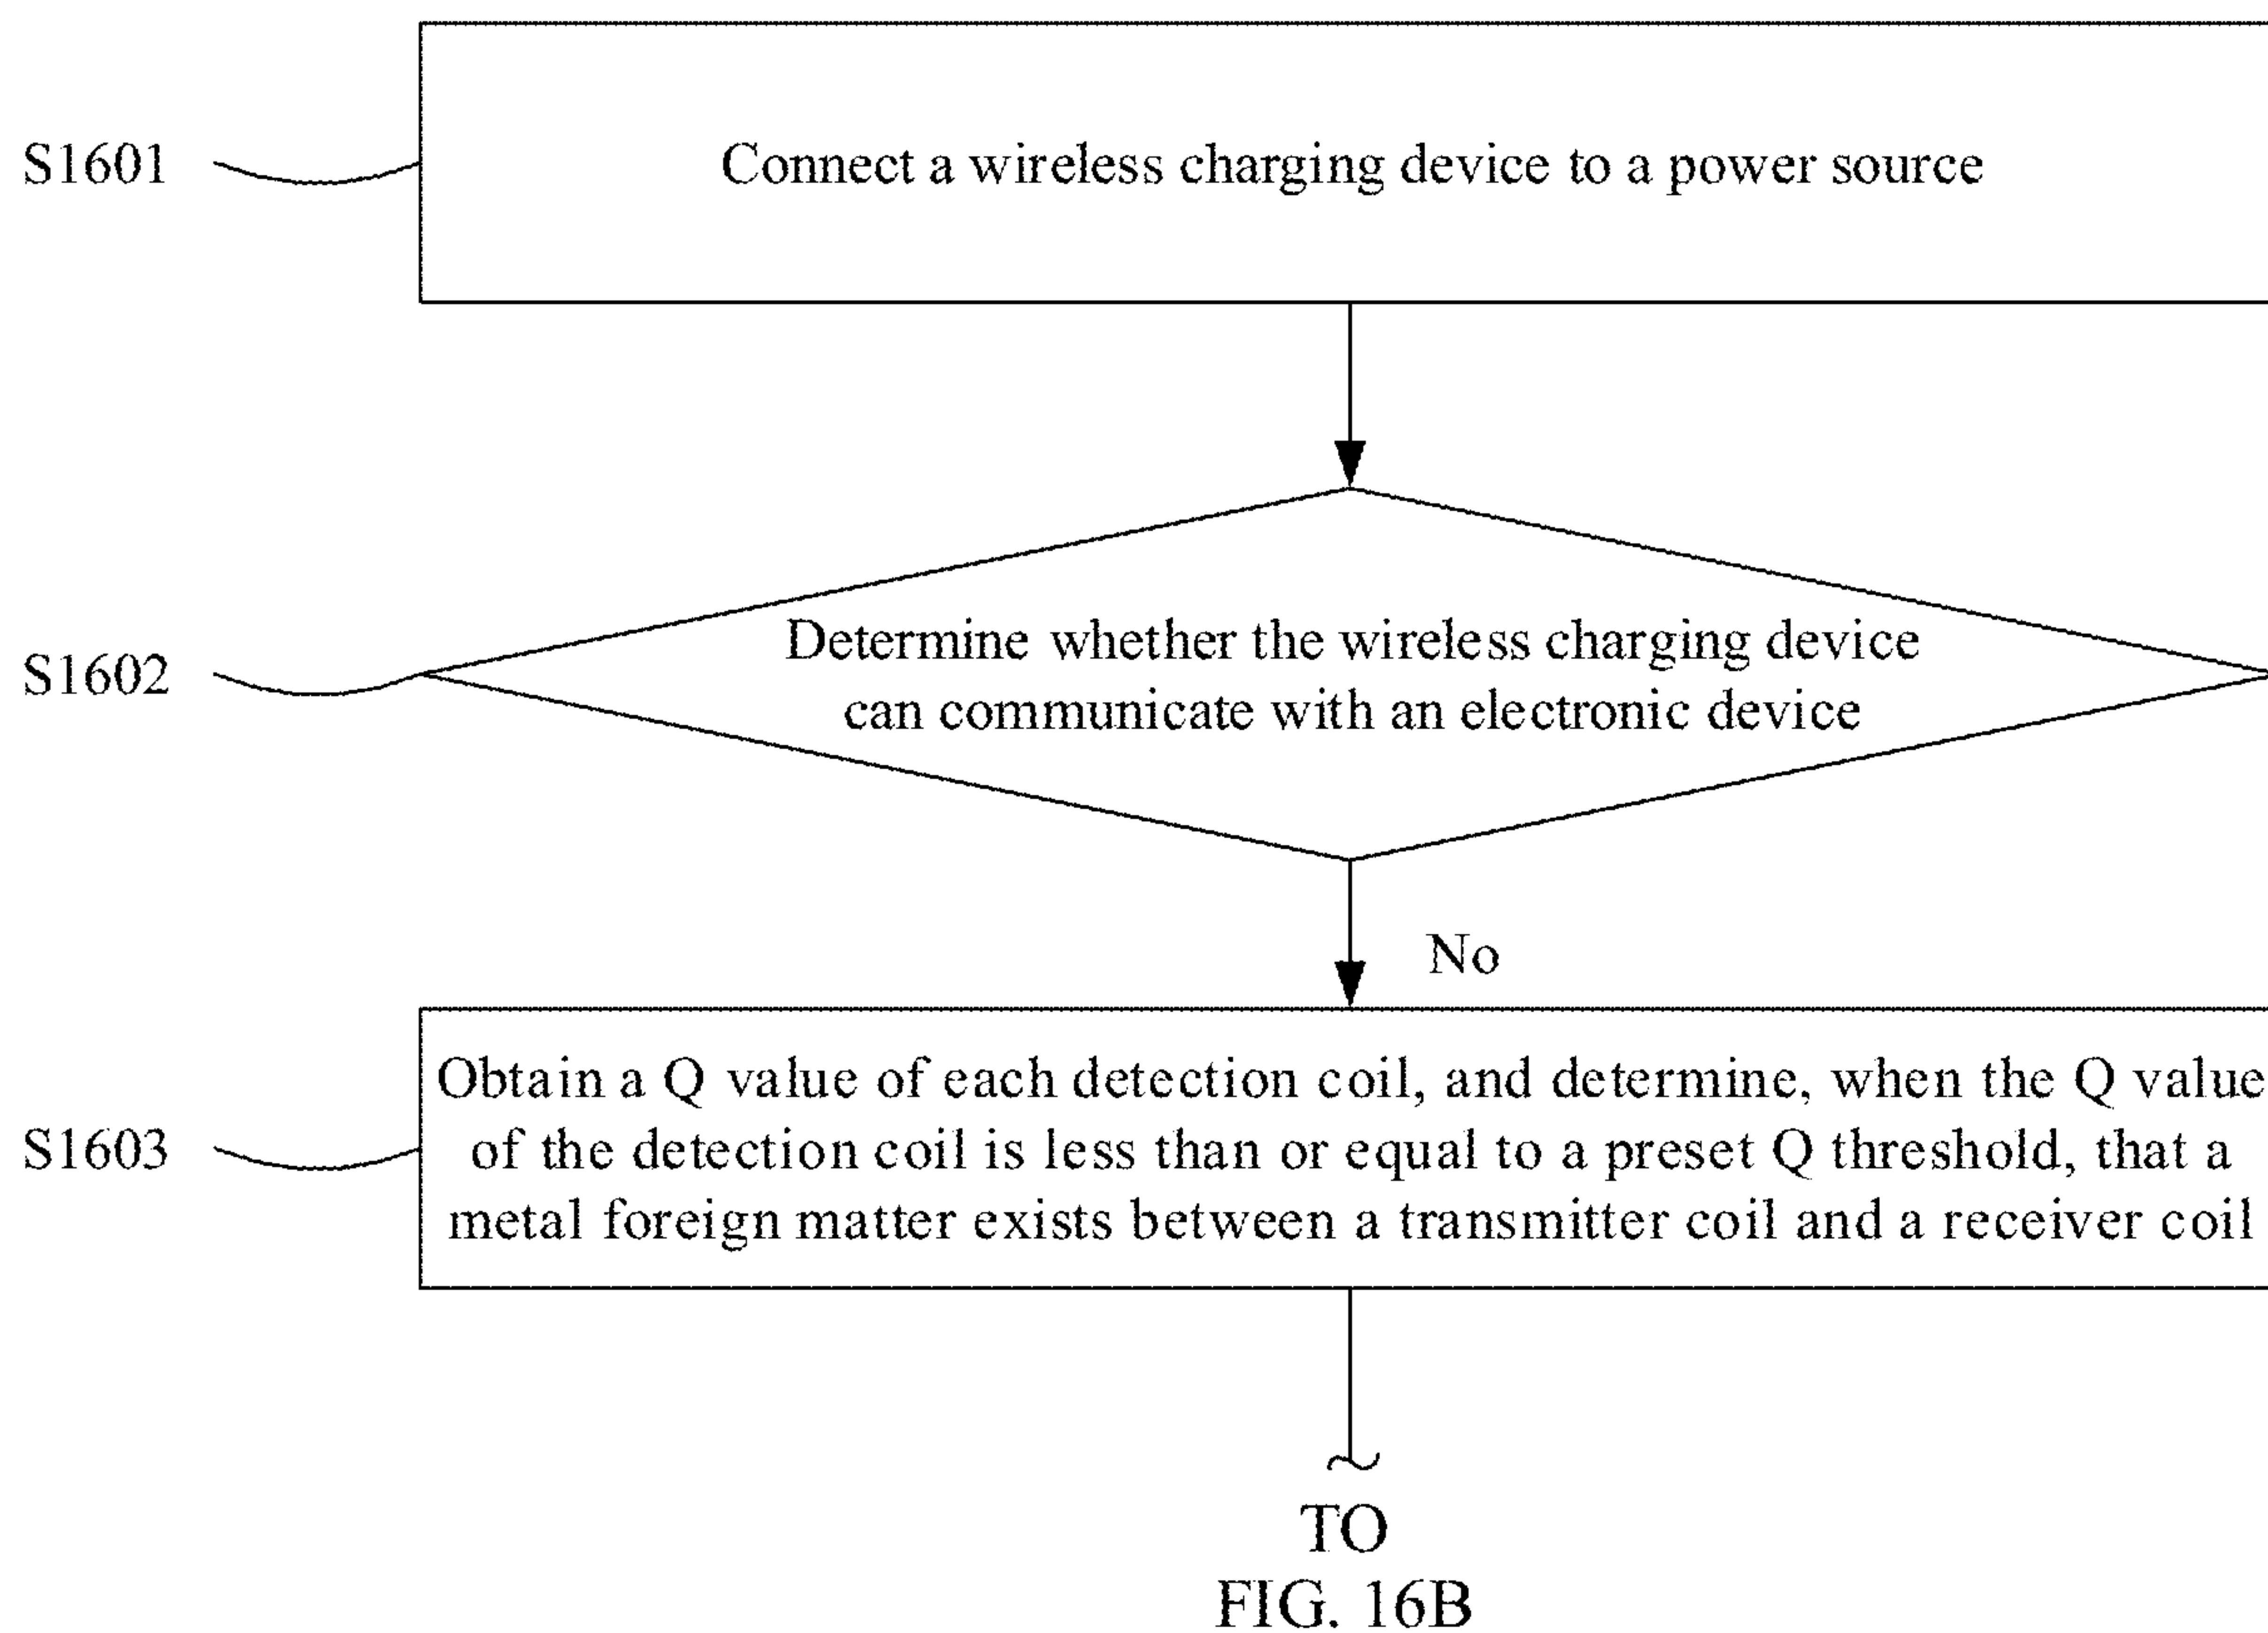 S1601
Connect a wireless charging device to a power source
S1602
Determine whether the wireless charging device
can communicate with an electronic device
No
S1603
Obtain a Q value of each detection coil, and determine, when the Q value
of the detection coil is less than or equal to a preset Q threshold, that a
metal foreign matter exists between a transmitter coil and a receiver coil
TO
FIG. 16B